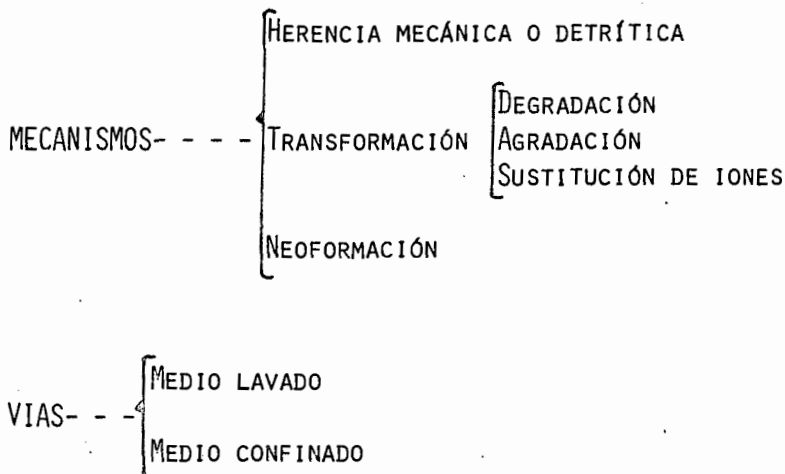 HERENCIA MECÁNICA O DETRÍTICA
DEGRADACIÓN
MECANISMOS- - - - TRANSFORMACIÓN AGRADACIÓN
SUSTITUCIÓN DE IONES
NEOFORMACIÓN
MEDIO LAVADO
VIAS- - -
MEDIO CONFINADO